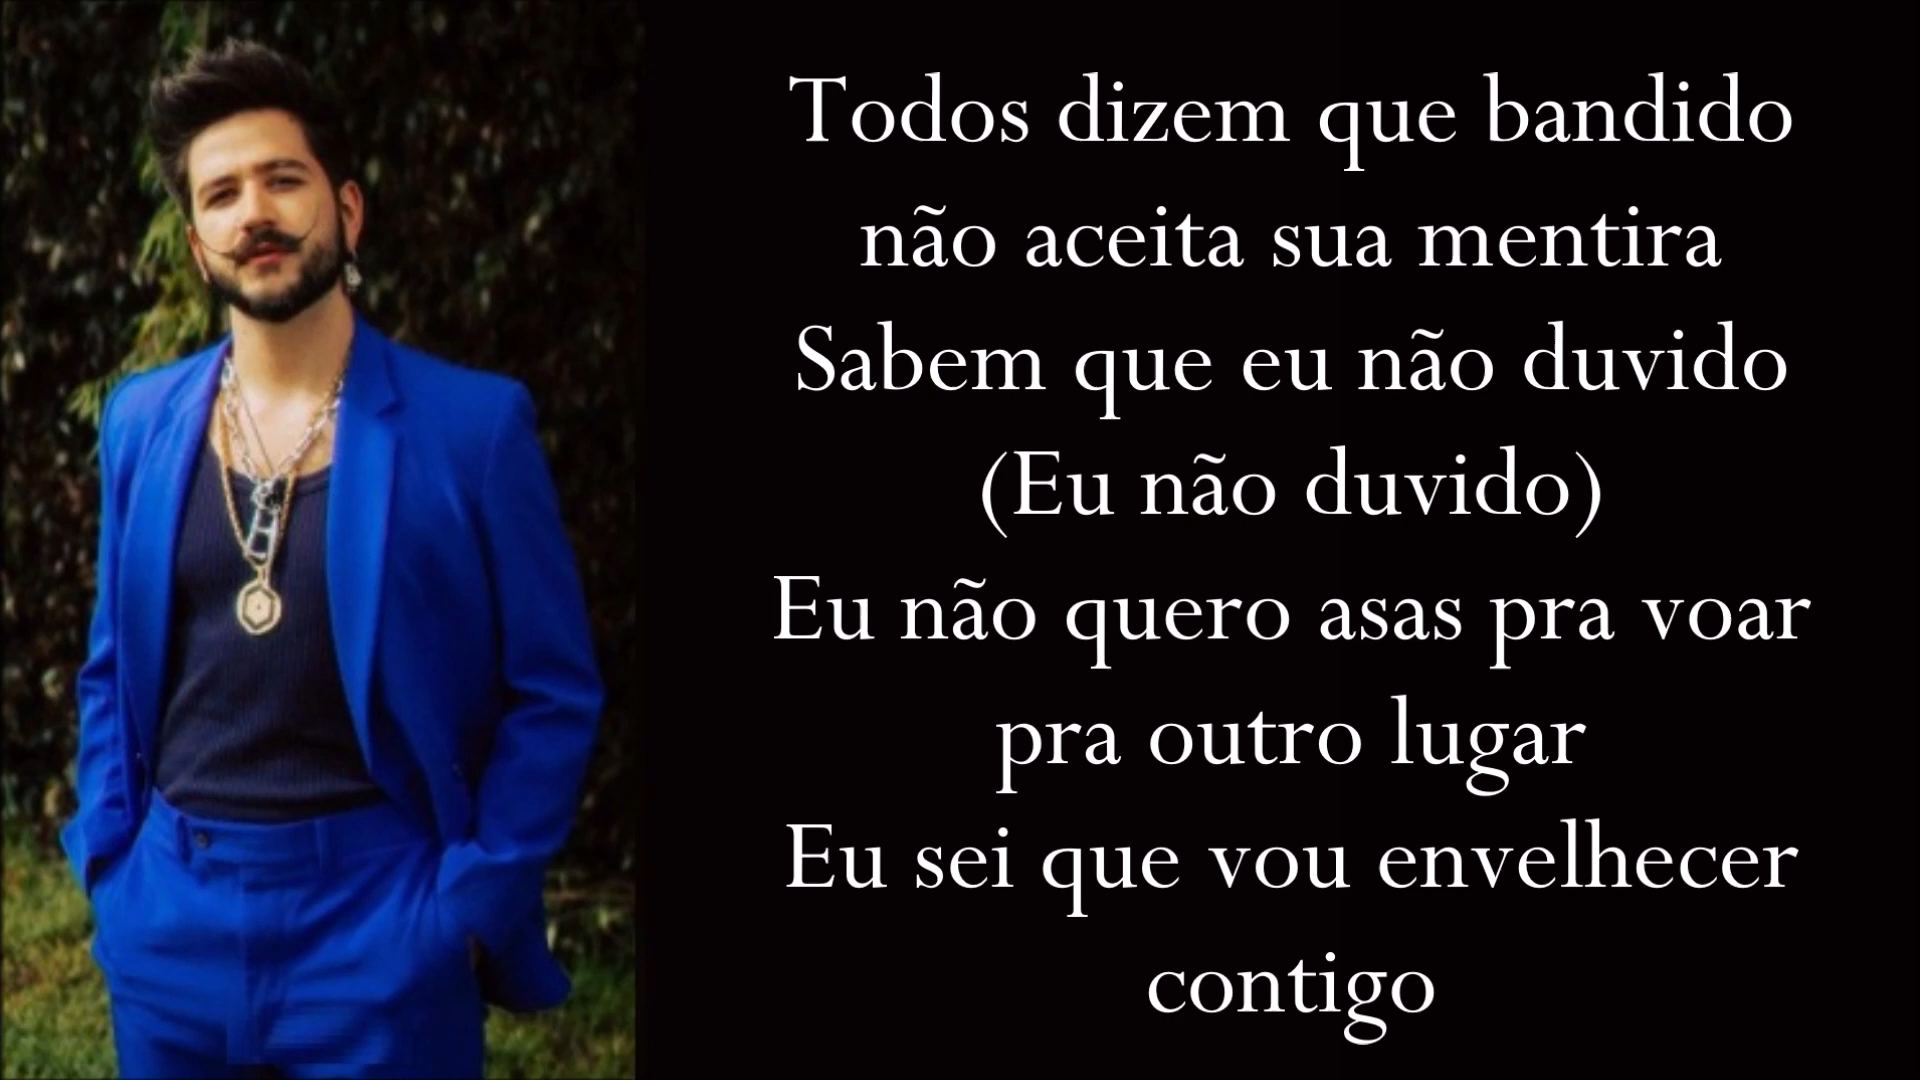 Todos dizem que bandido
não aceita sua mentira
Sabem que eu não duvido
(Eu não duvido)
Eu não quero asas pra voar
pra outro lugar
Eu sei que vou envelhecer
contigo